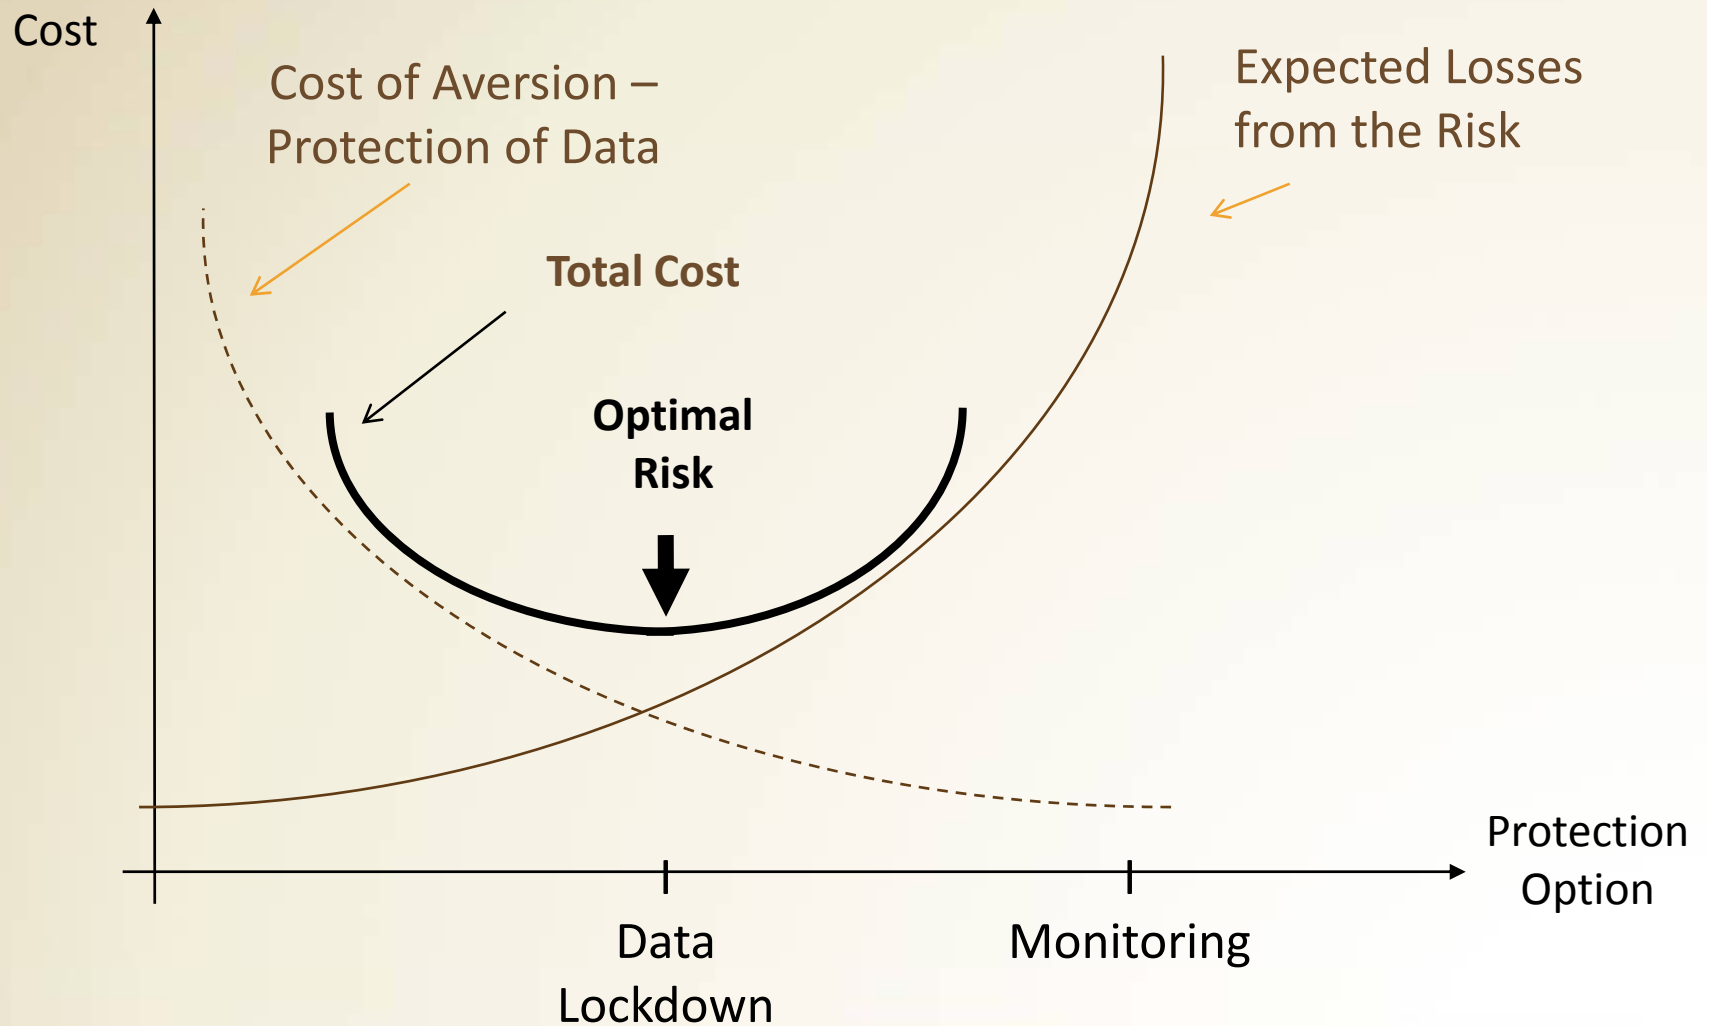 Cost
Cost of Aversion –
Protection of Data
Expected Losses
from the Risk
Total Cost
Optimal
Risk
Protection
Option
Data
Lockdown
Monitoring